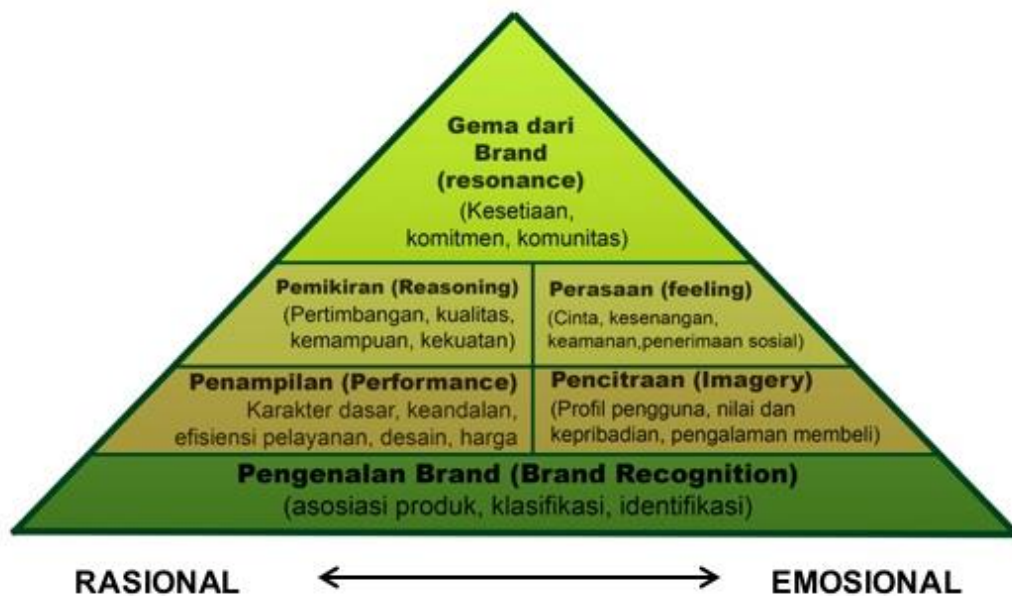 Gema dari
Brand
(resonance)
(Kesetiaan,
komitmen, komunitas)
Pemikiran (Reasoning)
(Pertimbangan, kualitas,
kemampuan, kekuatan)
Perasaan (feeling)
(Cinta, kesenangan,
keamanan,penerimaan sosial)
Penampilan (Performance)
Karakter dasar, keandalan,
efisiensi pelayanan, desain, harga
Pencitraan (Imagery)
(Profil pengguna, nilai dan
kepribadian, pengalaman membeli)
Pengenalan Brand (Brand Recognition)
(asosiasi produk, klasifikasi, identifikasi)
RASIONAL
EMOSIONAL